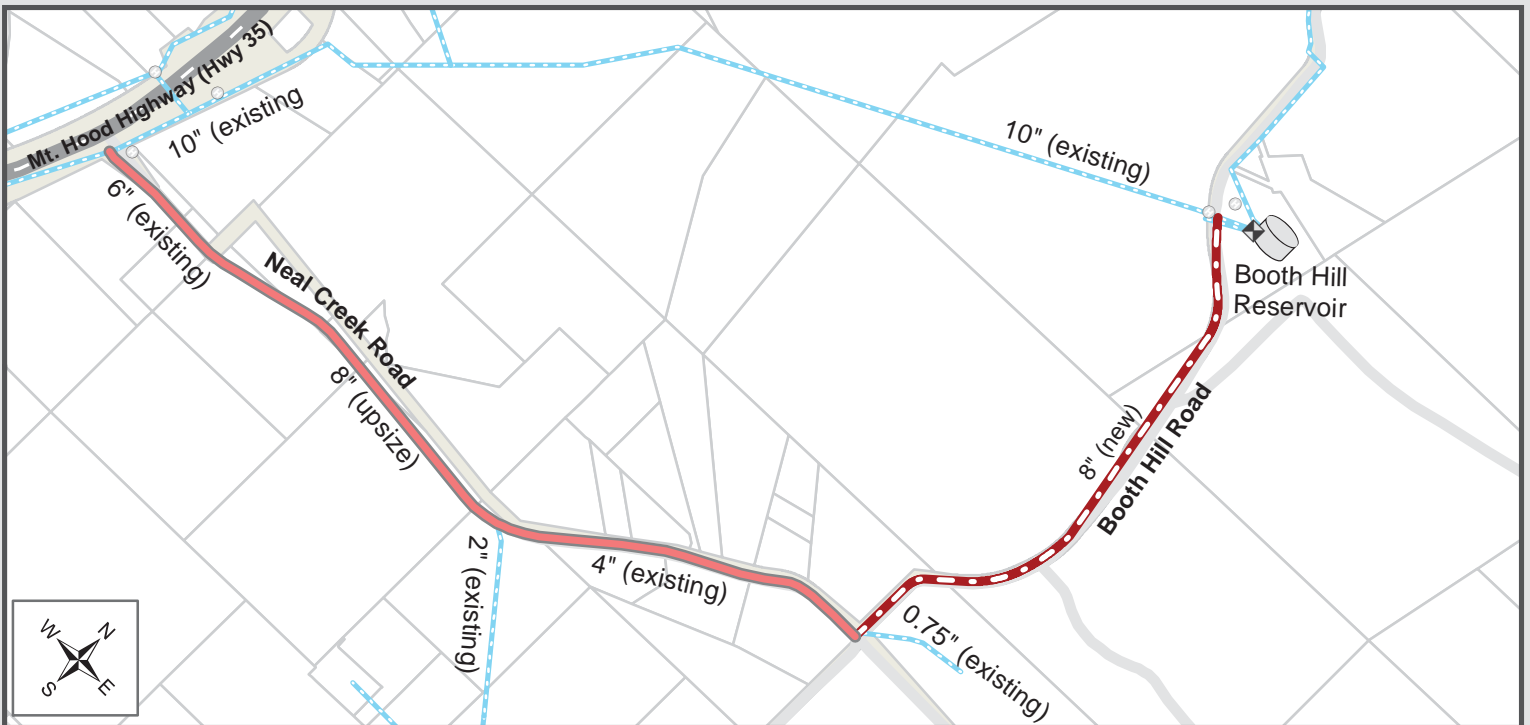 Mt. Hood Highway (Hwy 35)
10" (existing
10" (existing)
6" (existing)
Neal Creek Road
Booth Hill
Reservoir
8" (upsize)
8" (new)
Booth Hill Road
2" (existing)
4" (existing)
0.75" (existing)
W
N
S
E